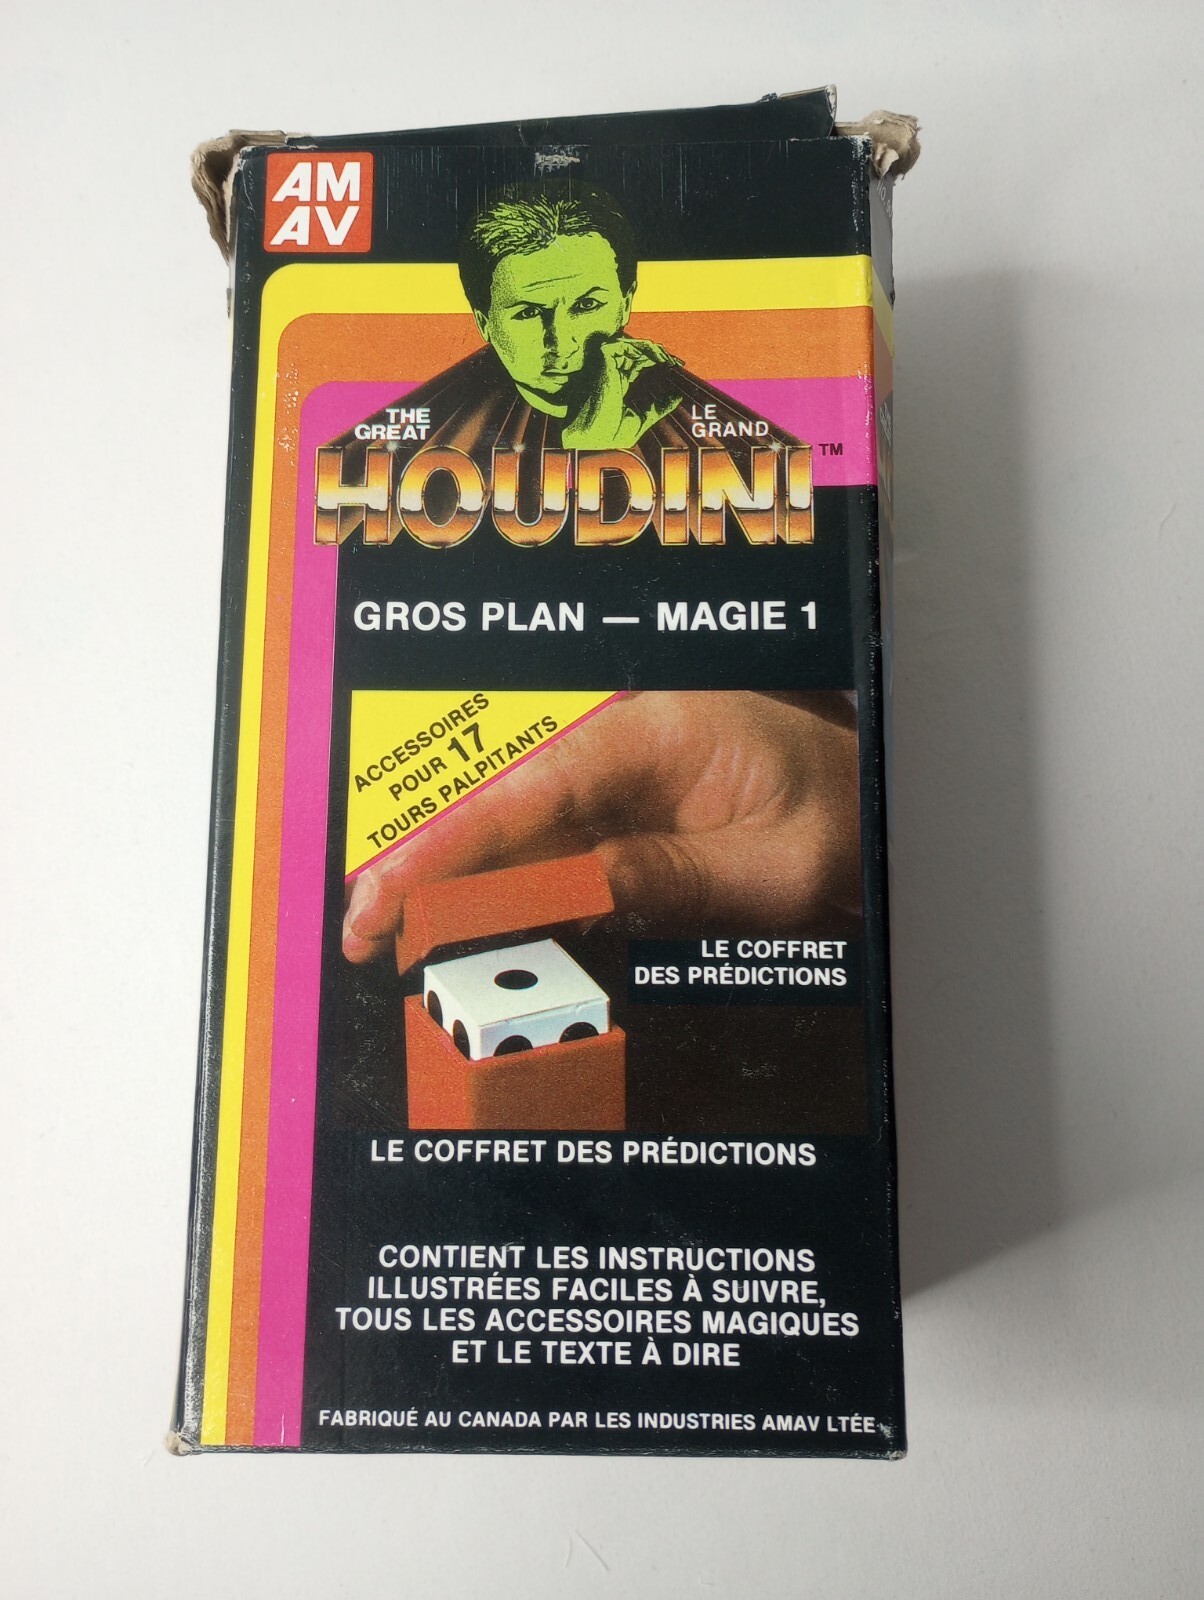 AM
AV
THE
GREAT
LE
GRAND
HOUDINI™
GROS PLAN — MAGIE 1
ACCESSOIRES
POUR 17
TOURS PALPITANTS
LE COFFRET
DES PRÉDICTIONS
LE COFFRET DES PRÉDICTIONS
CONTIENT LES INSTRUCTIONS
ILLUSTRÉES FACILES À SUIVRE,
TOUS LES ACCESSOIRES MAGIQUES
ET LE TEXTE À DIRE
FABRIQUÉ AU CANADA PAR LES INDUSTRIES AMAV LTÉE